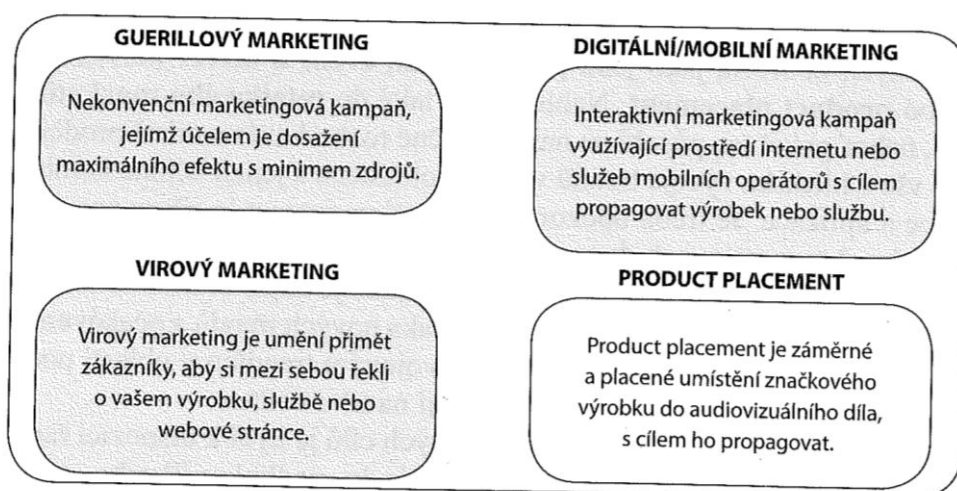 GUERILLOVÝ MARKETING
Nekonvenční marketingová kampaň,
jejímž účelem je dosažení
maximálního efektu s minimem zdrojů.
DIGITÁLNÍ/MOBILNÍ MARKETING
Interaktivní marketingová kampaň
využívající prostředí internetu nebo
služeb mobilních operátorů s cílem
propagovat výrobek nebo službu.
VIROVÝ MARKETING
Virový marketing je umění přimět
zákazníky, aby si mezi sebou řekli
o vašem výrobku, službě nebo
webové stránce.
PRODUCT PLACEMENT
Product placement je záměrné
a placené umístění značkového
výrobku do audiovizuálního díla,
s cílem ho propagovat.